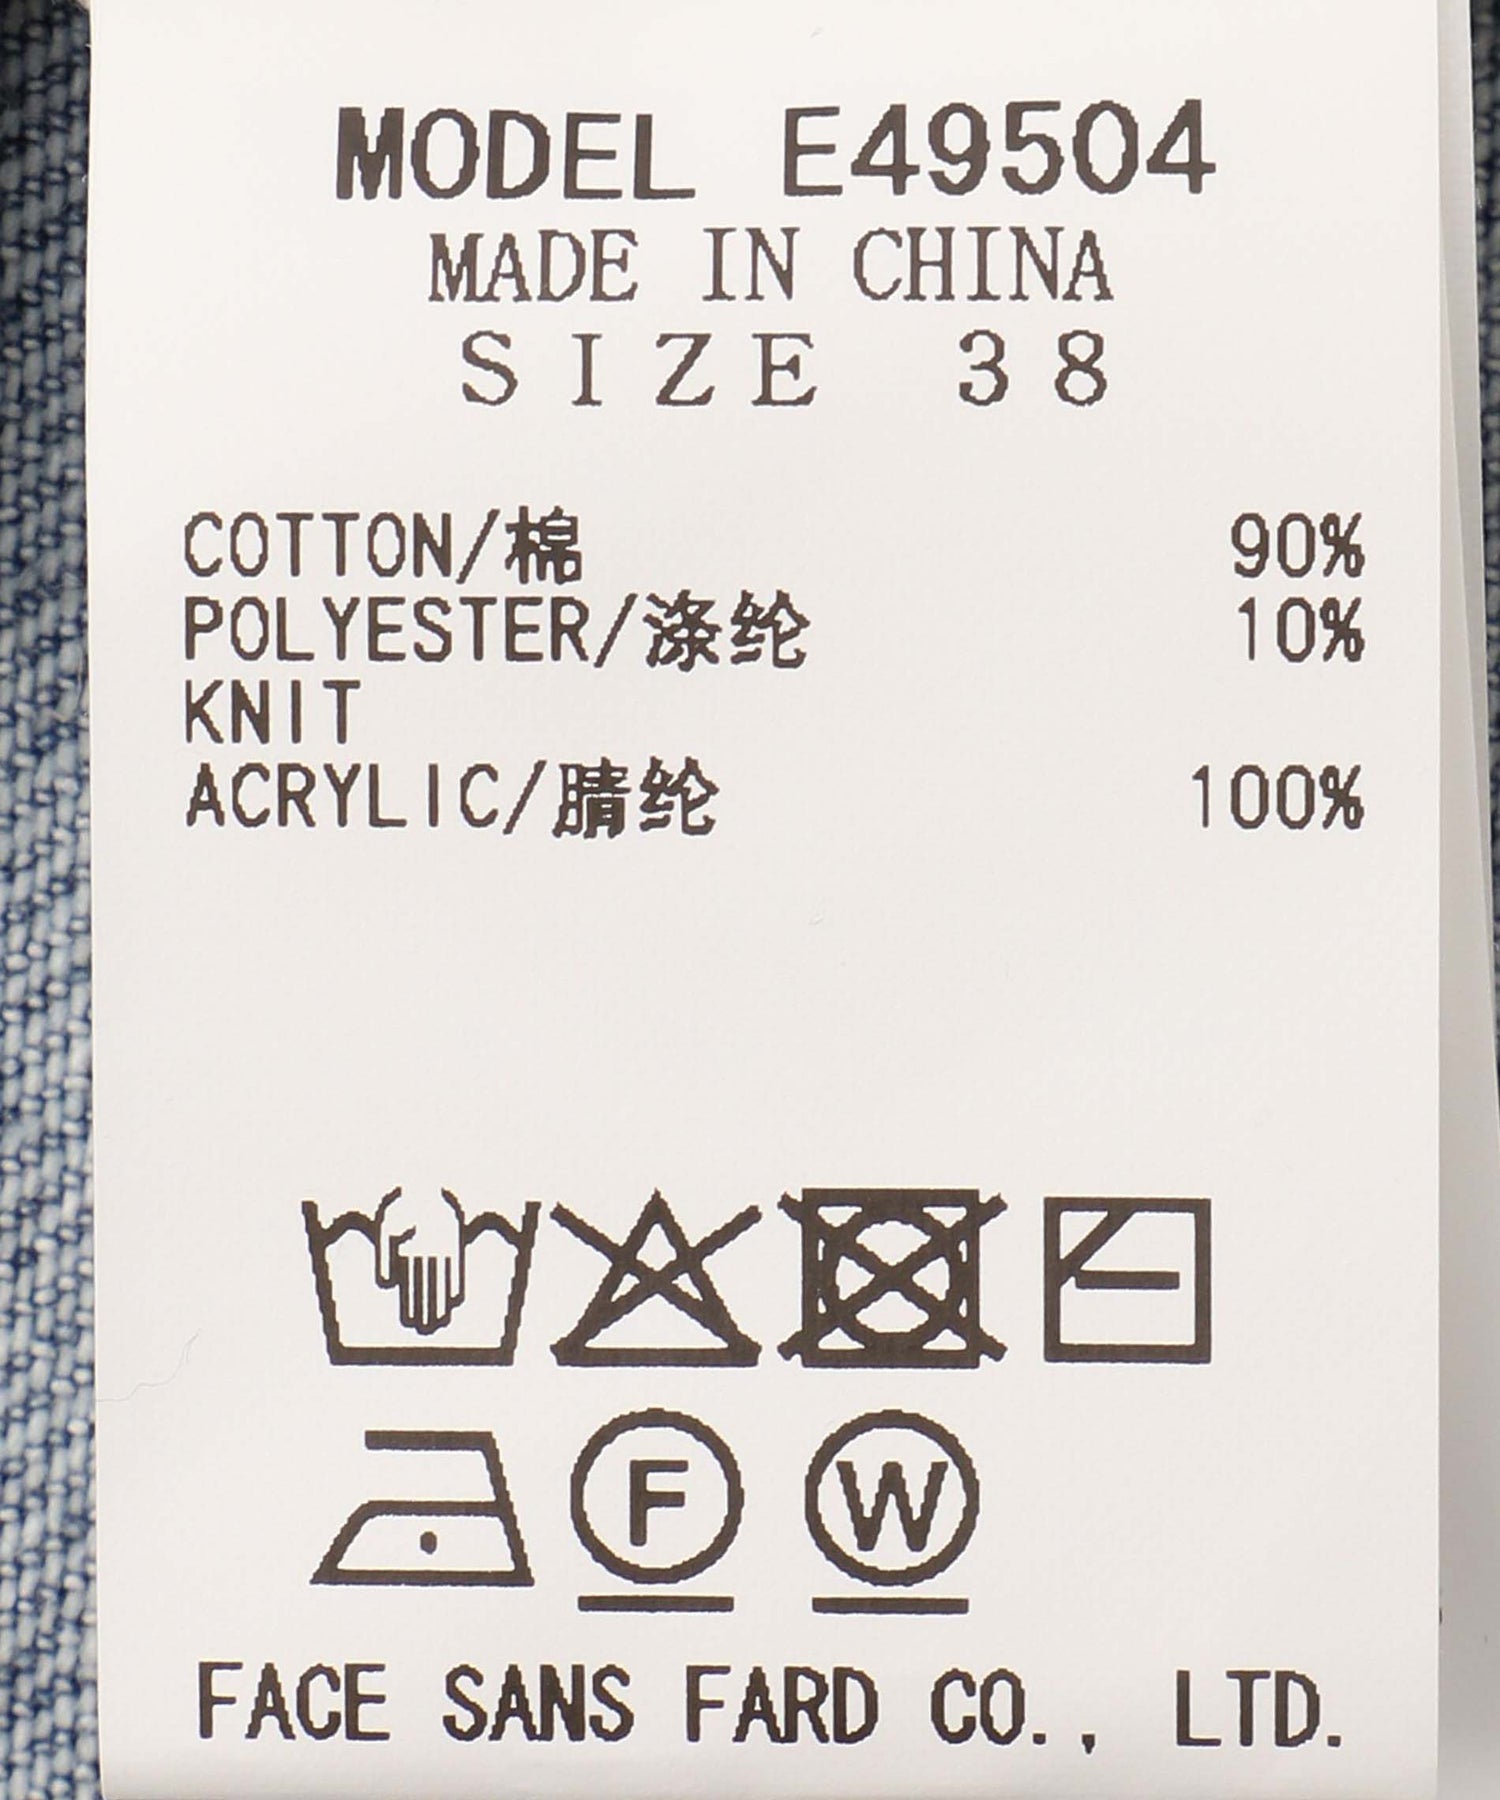 MODEL E49504
MADE IN CHINA
SIZE 38
COTTON/棉 90%
POLYESTER/涤纶 10%
KNIT
ACRYLIC/腈纶 100%
F W
FACE SANS FARD CO., LTD.